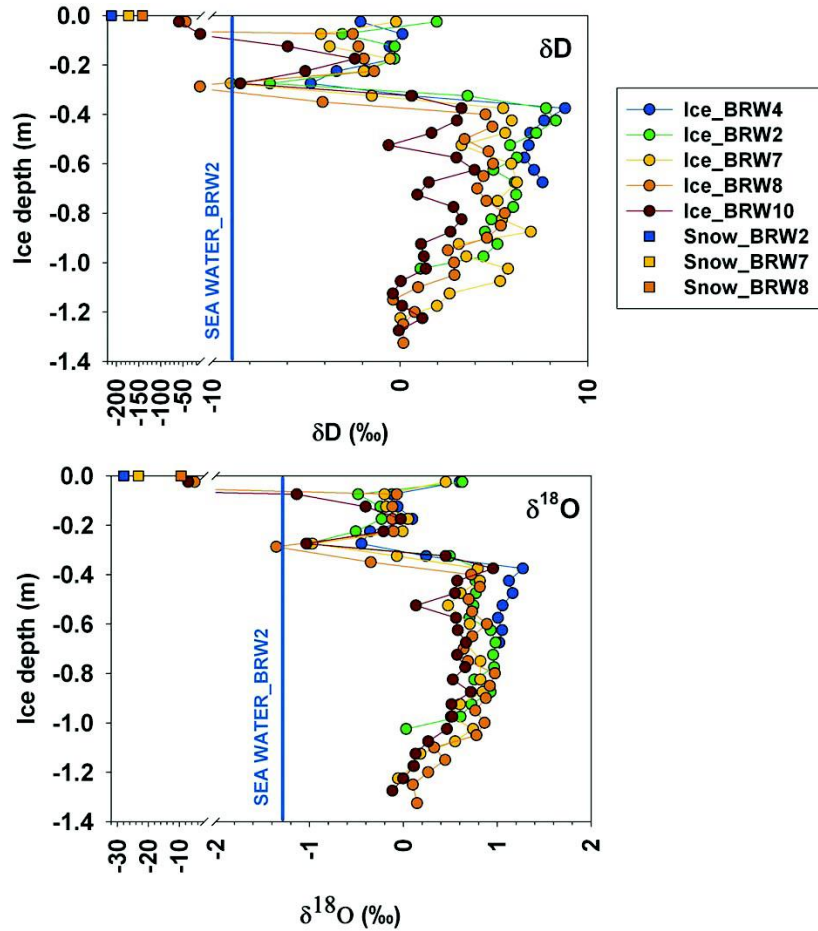 δD
0.0
-0.2
-0.4
-0.6
-0.8
-1.0
-1.2
-1.4
Ice depth (m)
SEA WATER_BRW2
-200
-150
-100
-50
-10
0
10
δD (‰)
Ice_BRW4
Ice_BRW2
Ice_BRW7
Ice_BRW8
Ice_BRW10
Snow_BRW2
Snow_BRW7
Snow_BRW8
δ18O
0.0
-0.2
-0.4
-0.6
-0.8
-1.0
-1.2
-1.4
Ice depth (m)
SEA WATER_BRW2
-30
-20
-10
-2
-1
0
1
2
δ18O (‰)